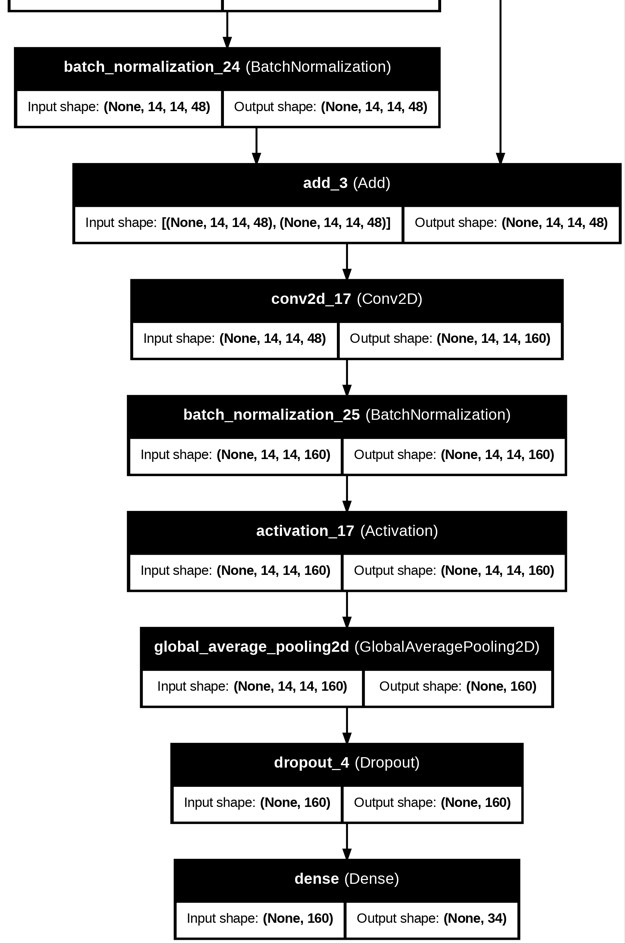 batch_normalization_24 (BatchNormalization)
Input shape: (None, 14, 14, 48) Output shape: (None, 14, 14, 48)
add_3 (Add)
Input shape: [(None, 14, 14, 48), (None, 14, 14, 48)] Output shape: (None, 14, 14, 48)
conv2d_17 (Conv2D)
Input shape: (None, 14, 14, 48) Output shape: (None, 14, 14, 160)
batch_normalization_25 (BatchNormalization)
Input shape: (None, 14, 14, 160) Output shape: (None, 14, 14, 160)
activation_17 (Activation)
Input shape: (None, 14, 14, 160) Output shape: (None, 14, 14, 160)
global_average_pooling2d (GlobalAveragePooling2D)
Input shape: (None, 14, 14, 160) Output shape: (None, 160)
dropout_4 (Dropout)
Input shape: (None, 160) Output shape: (None, 160)
dense (Dense)
Input shape: (None, 160) Output shape: (None, 34)